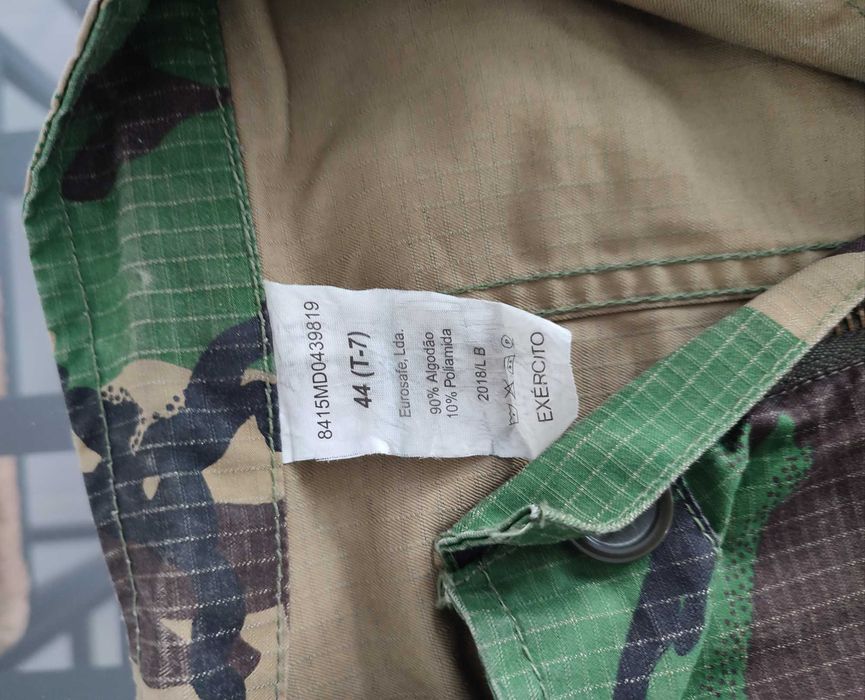 8415MD0439819
44 (T-7)
Eurosafe, Lda.
90% Algodão
10% Poliamida
2018/L B
EXÉRCITO